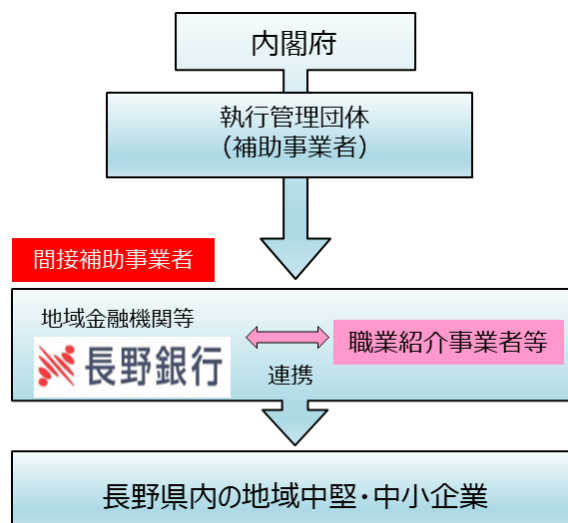 内閣府
執行管理団体
（補助事業者）
間接補助事業者
地域金融機関等
長野銀行
職業紹介事業者等
連携
長野県内の地域中堅・中小企業